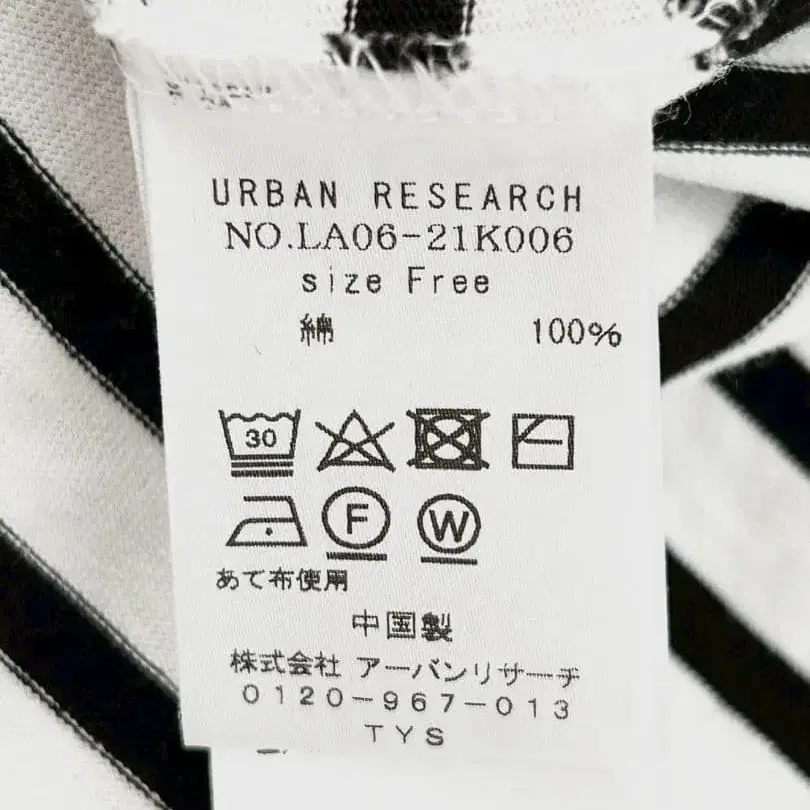 URBAN RESEARCH
NO.LA06-21K006
size Free
綿 100%
30
F W
あて布使用
中国製
株式会社 アーバンリサーチ
0120-967-013
TYS